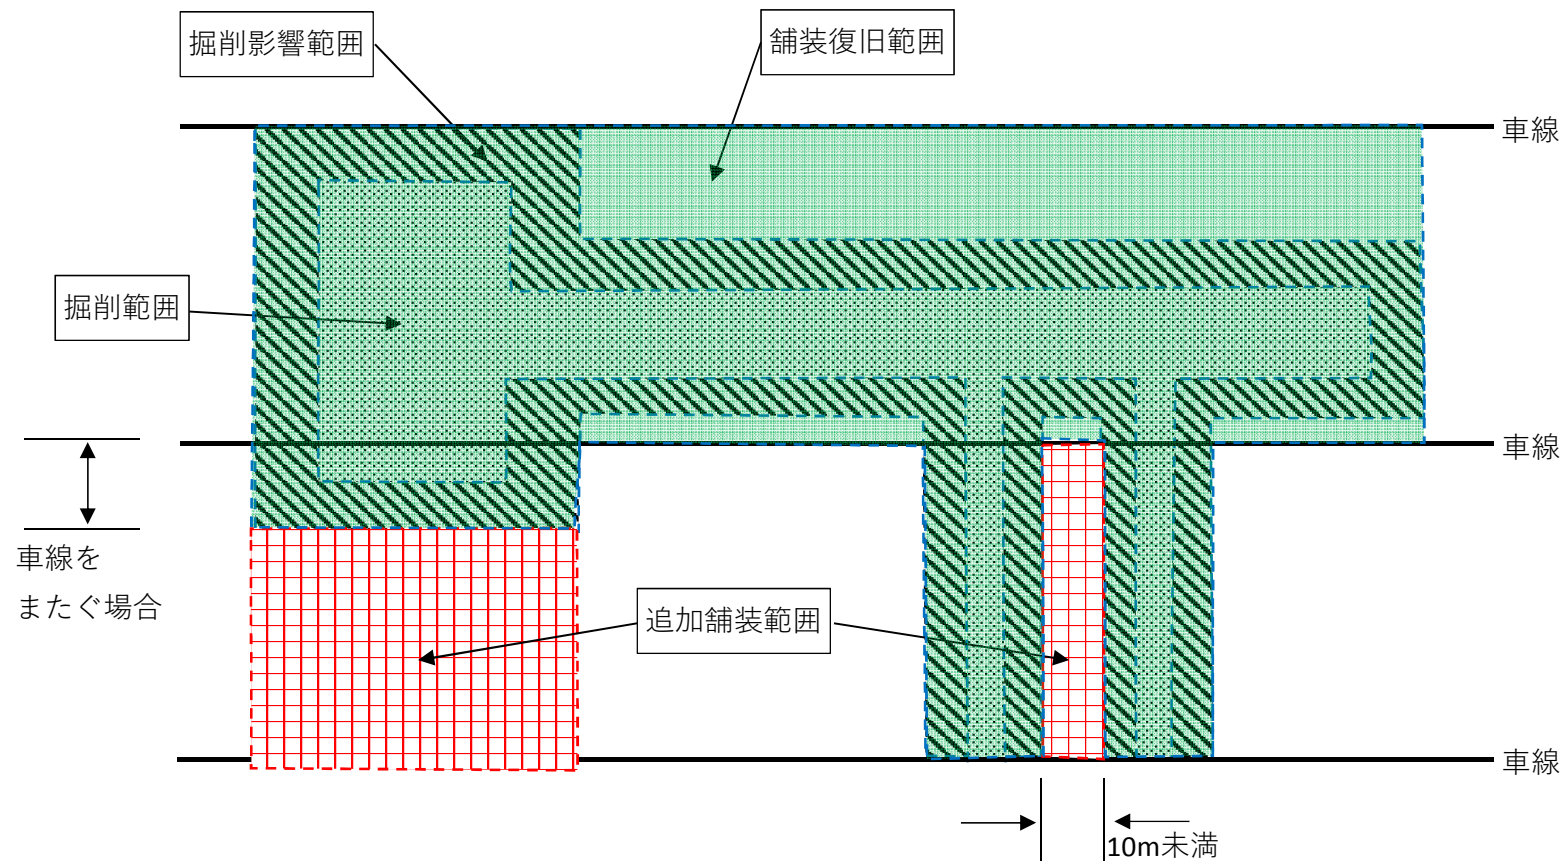 掘削影響範囲
舗装復旧範囲
車線
掘削範囲
車線
車線を
またぐ場合
追加舗装範囲
車線
10m未満